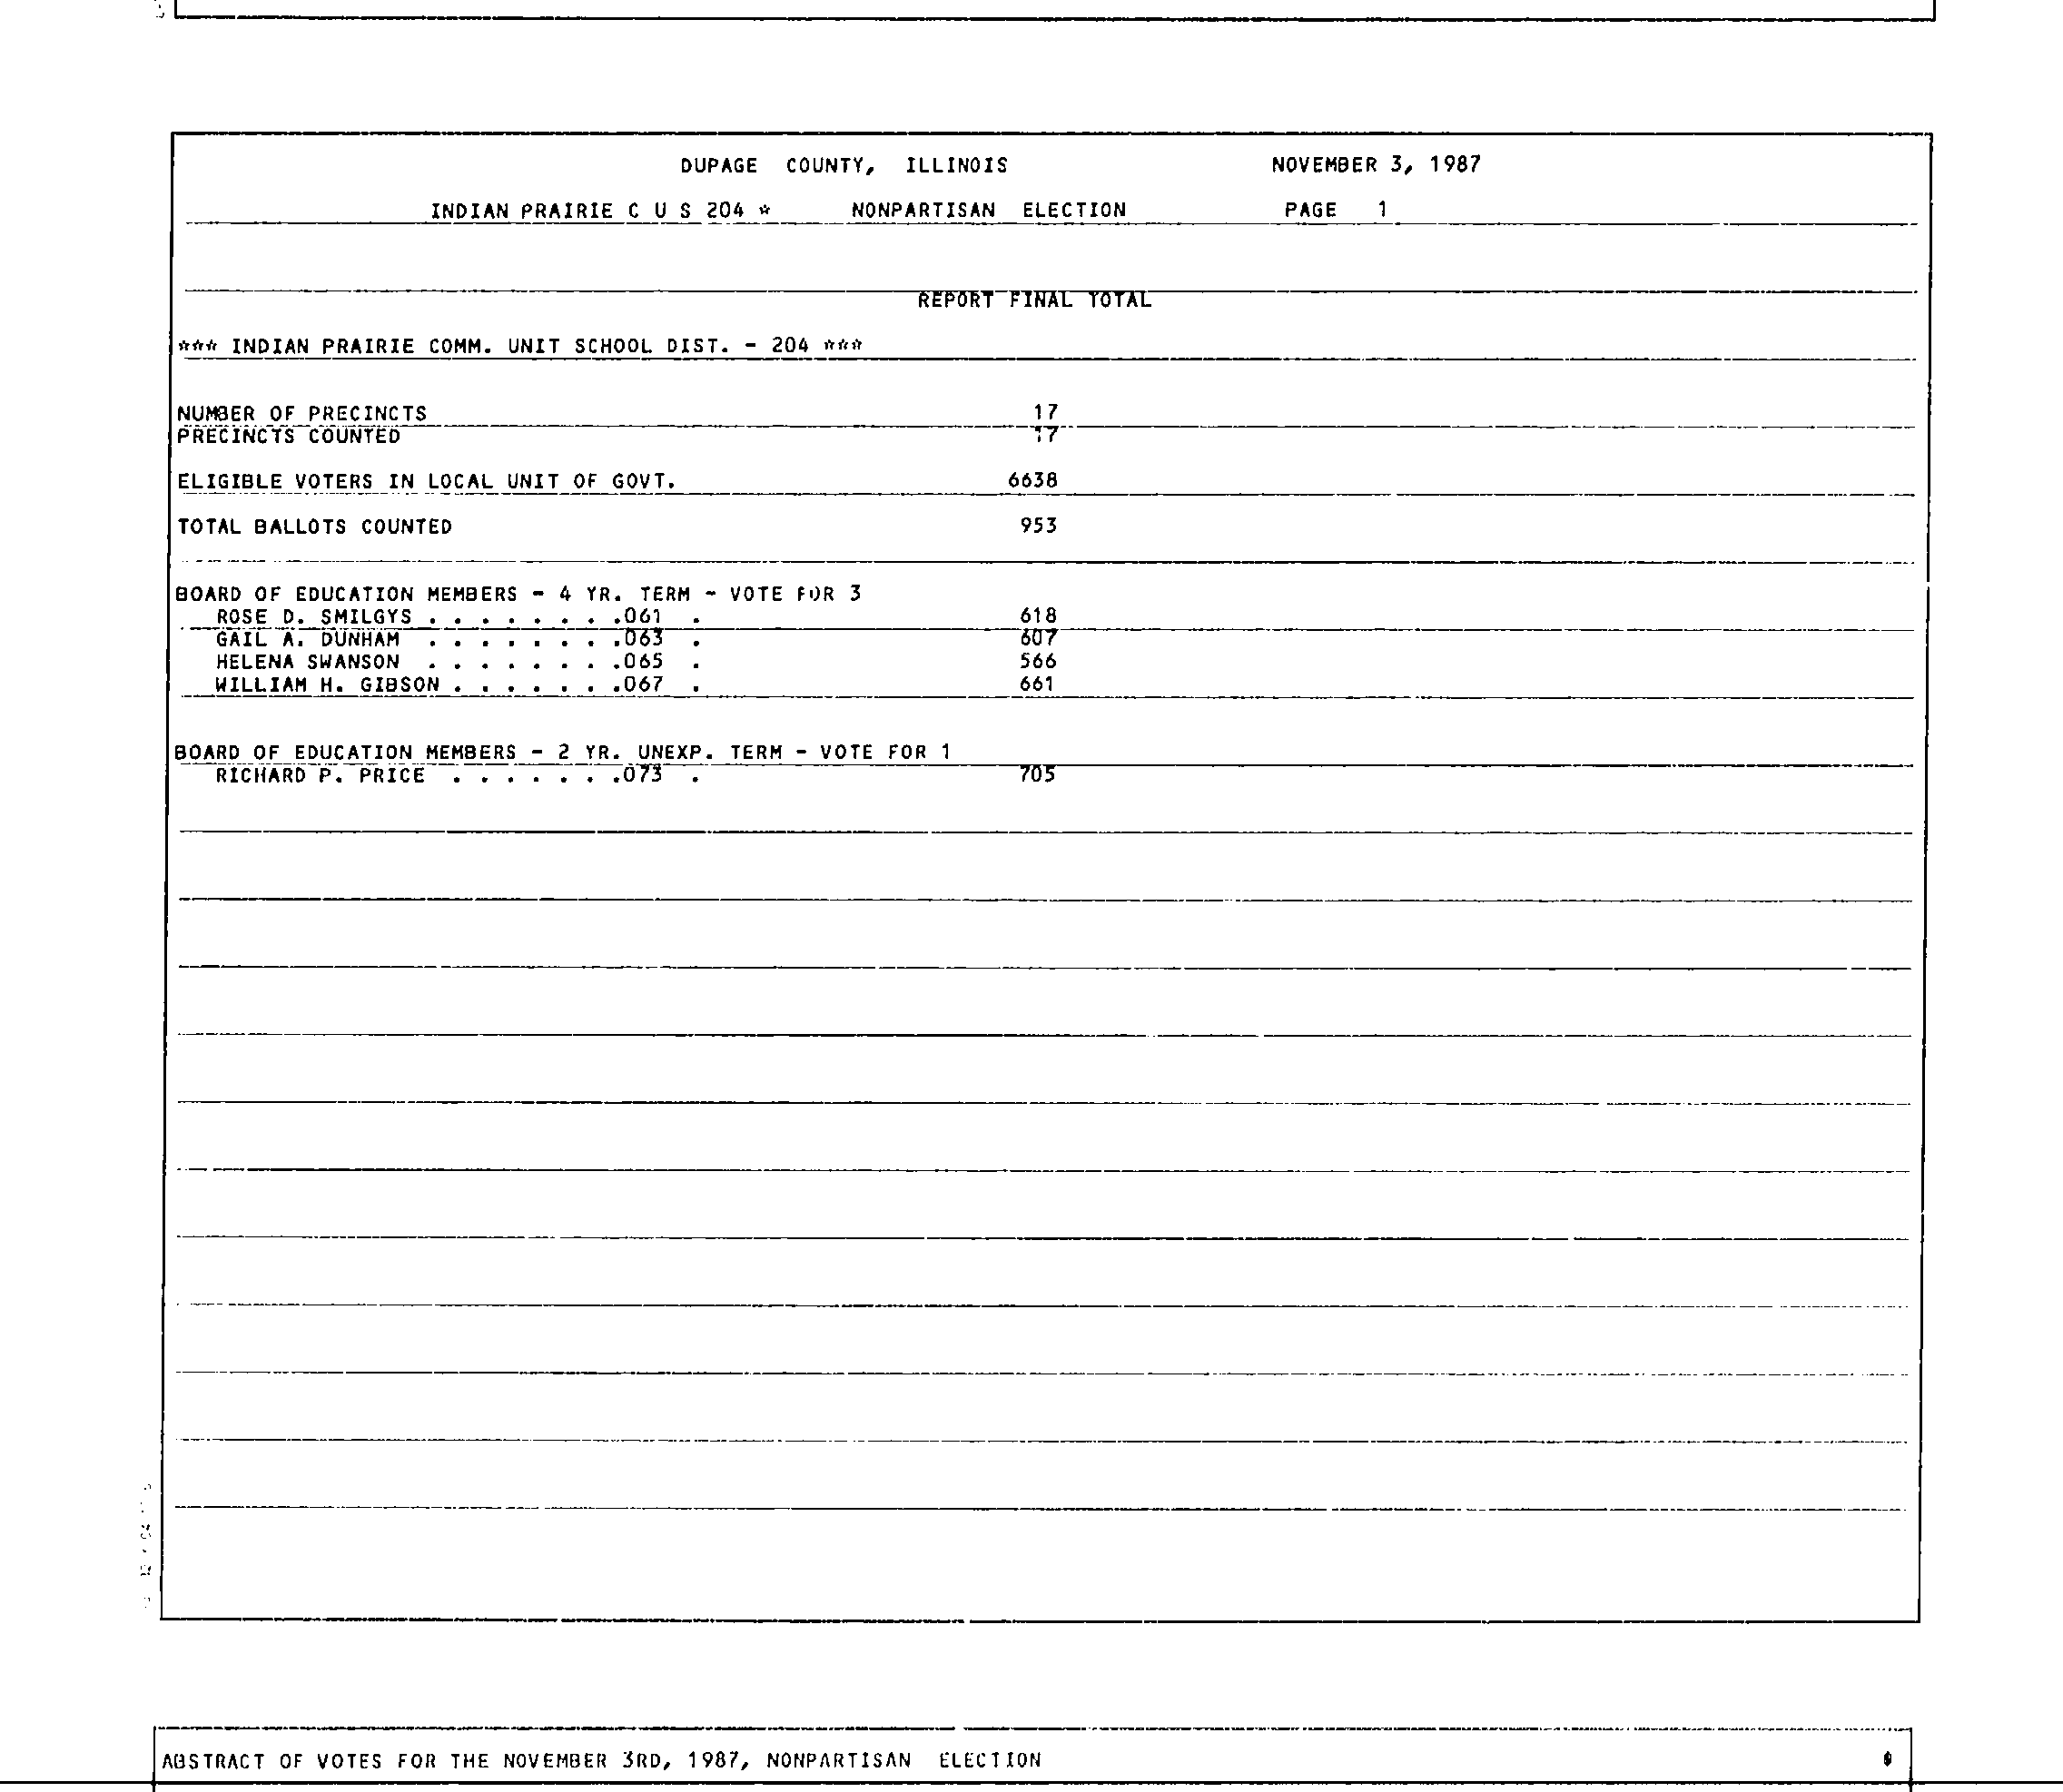 DUPAGE COUNTY, ILLINOIS NOVEMBER 3, 1987
INDIAN PRAIRIE C U S 204 * NONPARTISAN ELECTION PAGE 1
REPORT FINAL TOTAL
*** INDIAN PRAIRIE COMM. UNIT SCHOOL DIST. - 204 ***
NUMBER OF PRECINCTS 17
PRECINCTS COUNTED 17
ELIGIBLE VOTERS IN LOCAL UNIT OF GOVT. 6638
TOTAL BALLOTS COUNTED 953
BOARD OF EDUCATION MEMBERS - 4 YR. TERM - VOTE FOR 3
ROSE D. SMILGYS . . . . . . . .061 . 618
GAIL A. DUNHAM . . . . . . . .063 . 607
HELENA SWANSON . . . . . . . .065 . 566
WILLIAM H. GIBSON . . . . . . .067 . 661
BOARD OF EDUCATION MEMBERS - 2 YR. UNEXP. TERM - VOTE FOR 1
RICHARD P. PRICE . . . . . . .073 . 705
ABSTRACT OF VOTES FOR THE NOVEMBER 3RD, 1987, NONPARTISAN ELECTION